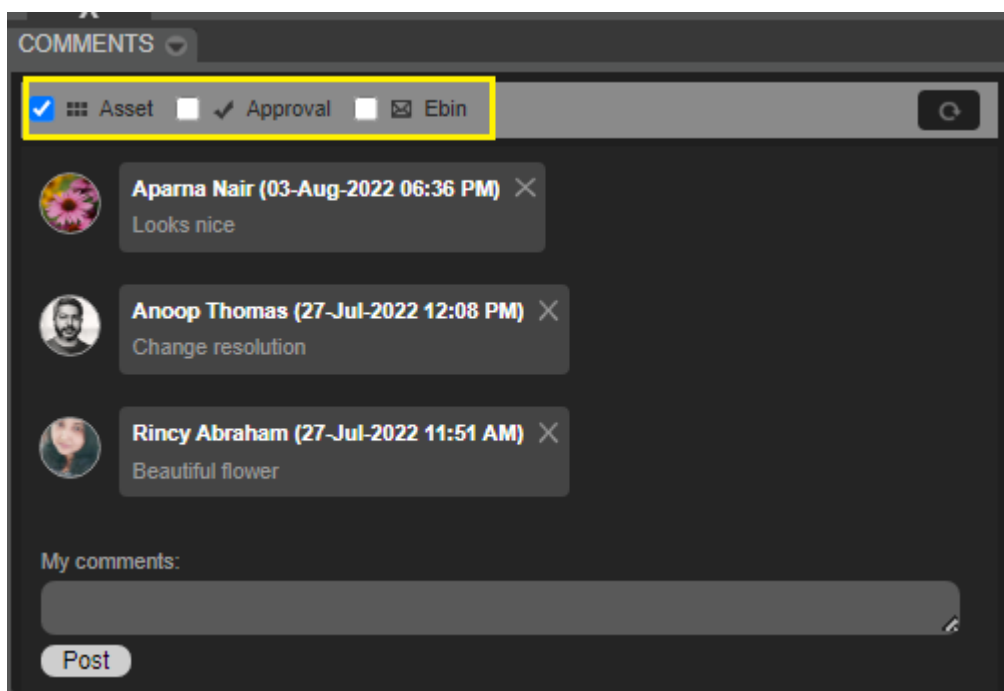 COMMENTS
Asset Approval Ebin
Aparna Nair (03-Aug-2022 06:36 PM)
Looks nice
Anoop Thomas (27-Jul-2022 12:08 PM)
Change resolution
Rincy Abraham (27-Jul-2022 11:51 AM)
Beautiful flower
My comments:
Post